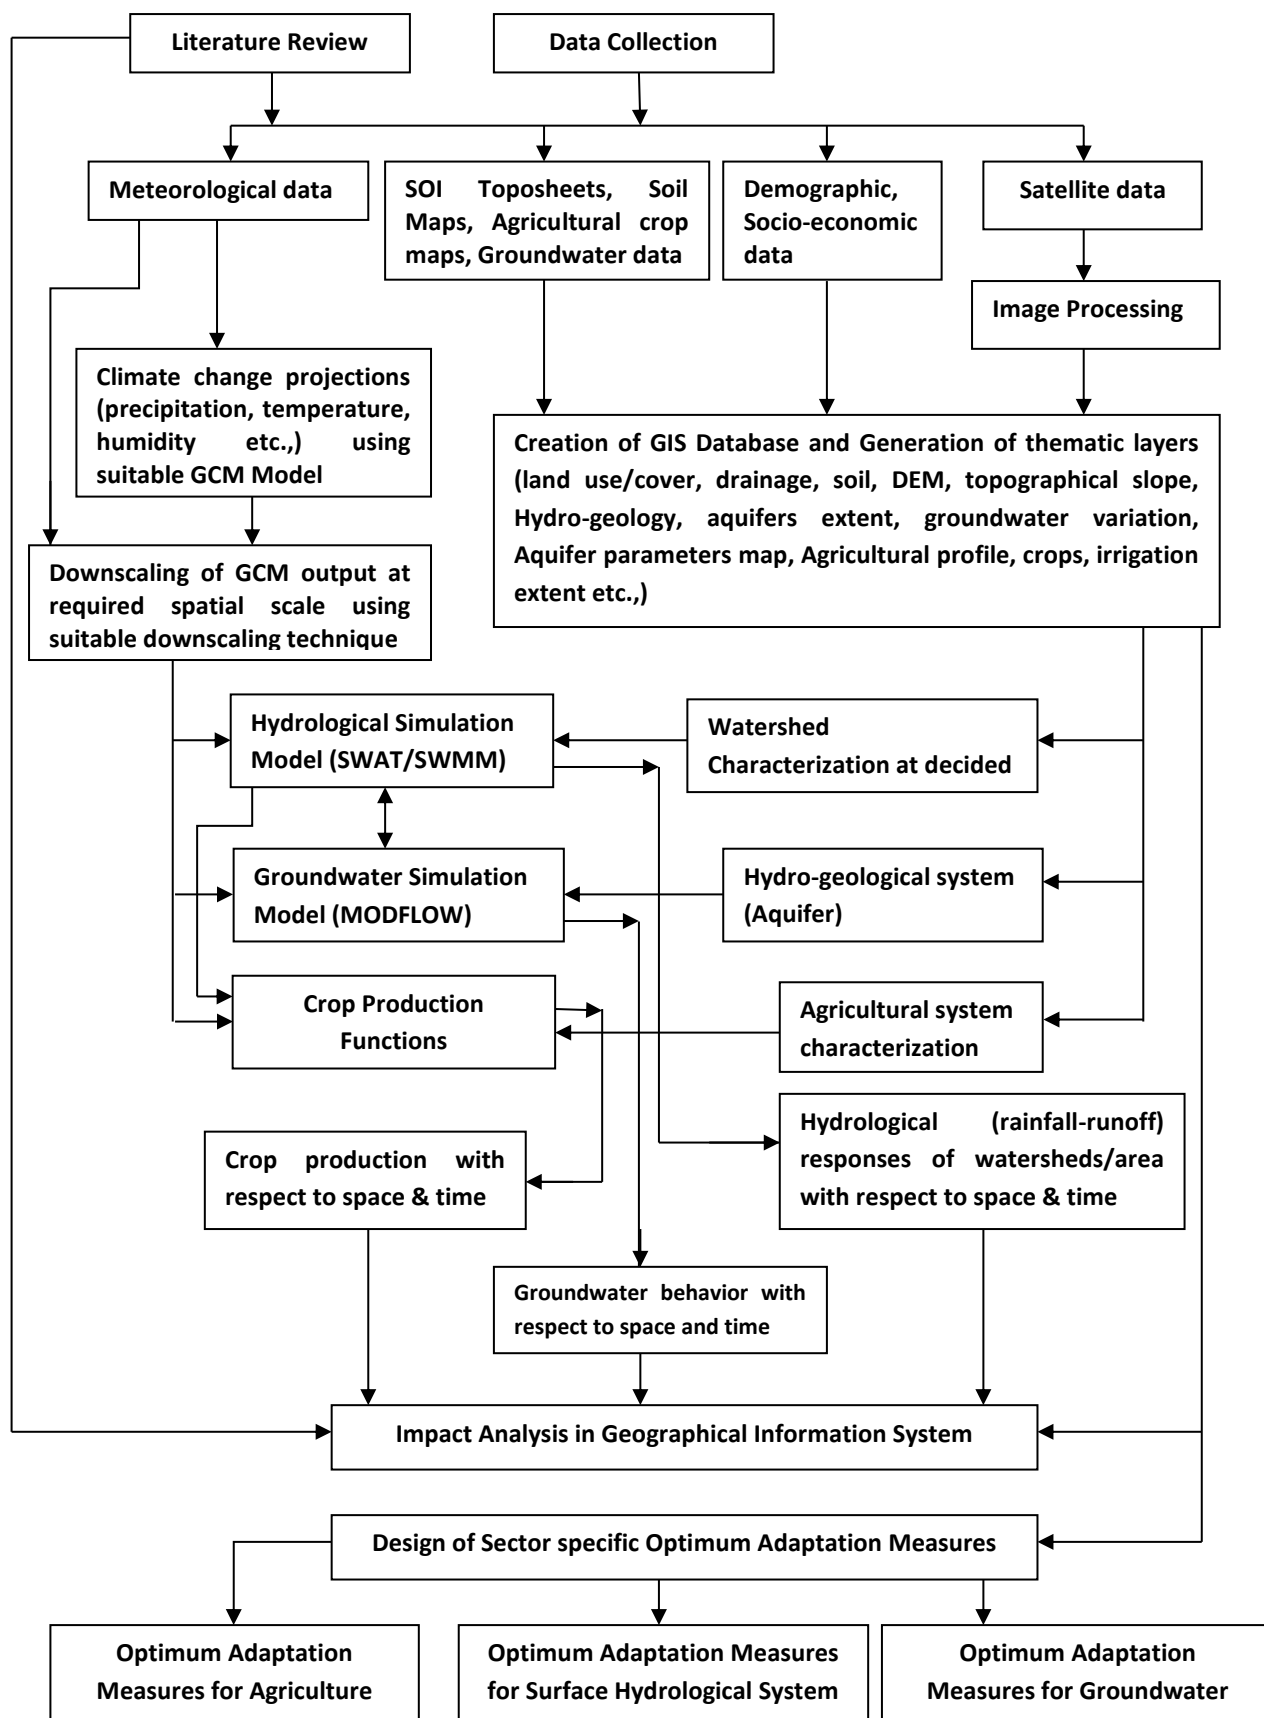 Literature Review
Data Collection
Meteorological data
SOI Toposheets, Soil
Maps, Agricultural crop
maps, Groundwater data
Demographic,
Socio-economic
data
Satellite data
Image Processing
Climate change projections
(precipitation, temperature,
humidity etc.,) using
suitable GCM Model
Creation of GIS Database and Generation of thematic layers
(land use/cover, drainage, soil, DEM, topographical slope,
Hydro-geology, aquifers extent, groundwater variation,
Aquifer parameters map, Agricultural profile, crops, irrigation
extent etc.,)
Downscaling of GCM output at
required spatial scale using
suitable downscaling technique
Hydrological Simulation
Model (SWAT/SWMM)
Watershed
Characterization at decided
Groundwater Simulation
Model (MODFLOW)
Hydro-geological system
(Aquifer)
Crop Production
Functions
Agricultural system
characterization
Crop production with
respect to space & time
Hydrological (rainfall-runoff)
responses of watersheds/area
with respect to space & time
Groundwater behavior with
respect to space and time
Impact Analysis in Geographical Information System
Design of Sector specific Optimum Adaptation Measures
Optimum Adaptation
Measures for Agriculture
Optimum Adaptation Measures
for Surface Hydrological System
Optimum Adaptation
Measures for Groundwater